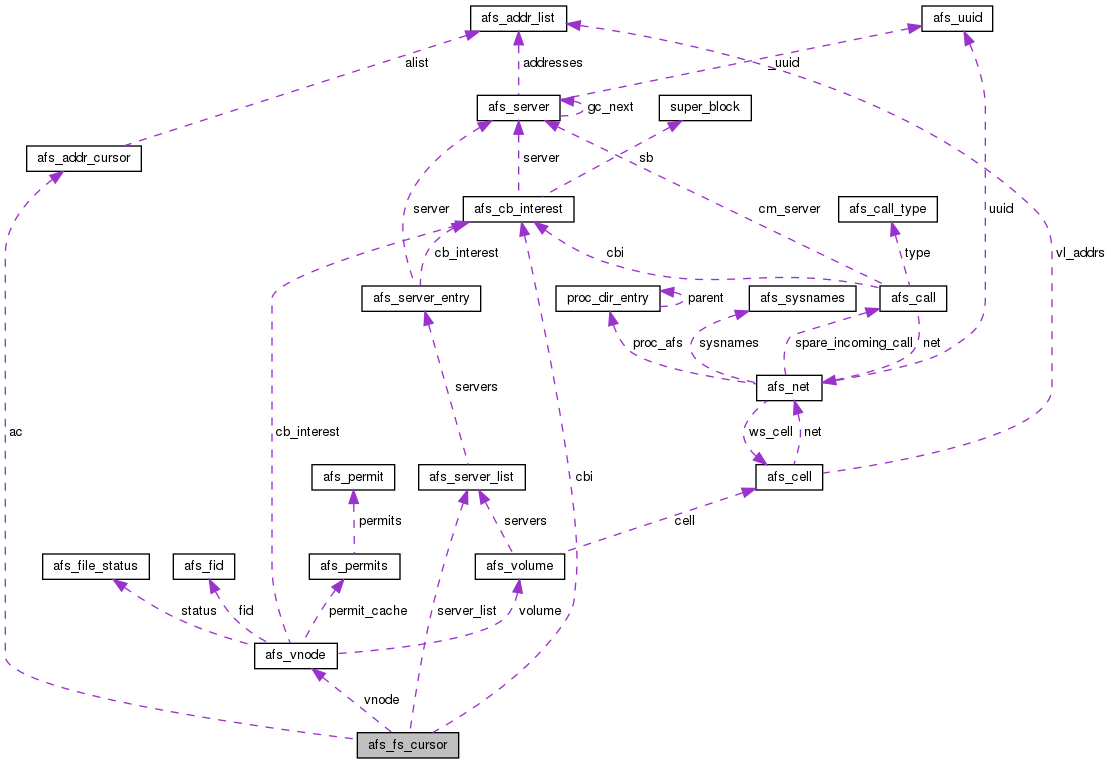 afs_addr_list
afs_uuid
alist
addresses
_uuid
afs_server
gc_next
super_block
afs_addr_cursor
server
sb
server
afs_cb_interest
cm_server
afs_call_type
uuid
cb_interest
cbi
type
vl_addrs
afs_server_entry
proc_dir_entry
parent
afs_sysnames
afs_call
proc_afs
sysnames
spare_incoming_call
net
afs_net
servers
ac
cb_interest
ws_cell
net
afs_permit
afs_server_list
cbi
afs_cell
permits
servers
cell
afs_file_status
afs_fid
afs_permits
afs_volume
status
fid
permit_cache
server_list
volume
afs_vnode
vnode
afs_fs_cursor